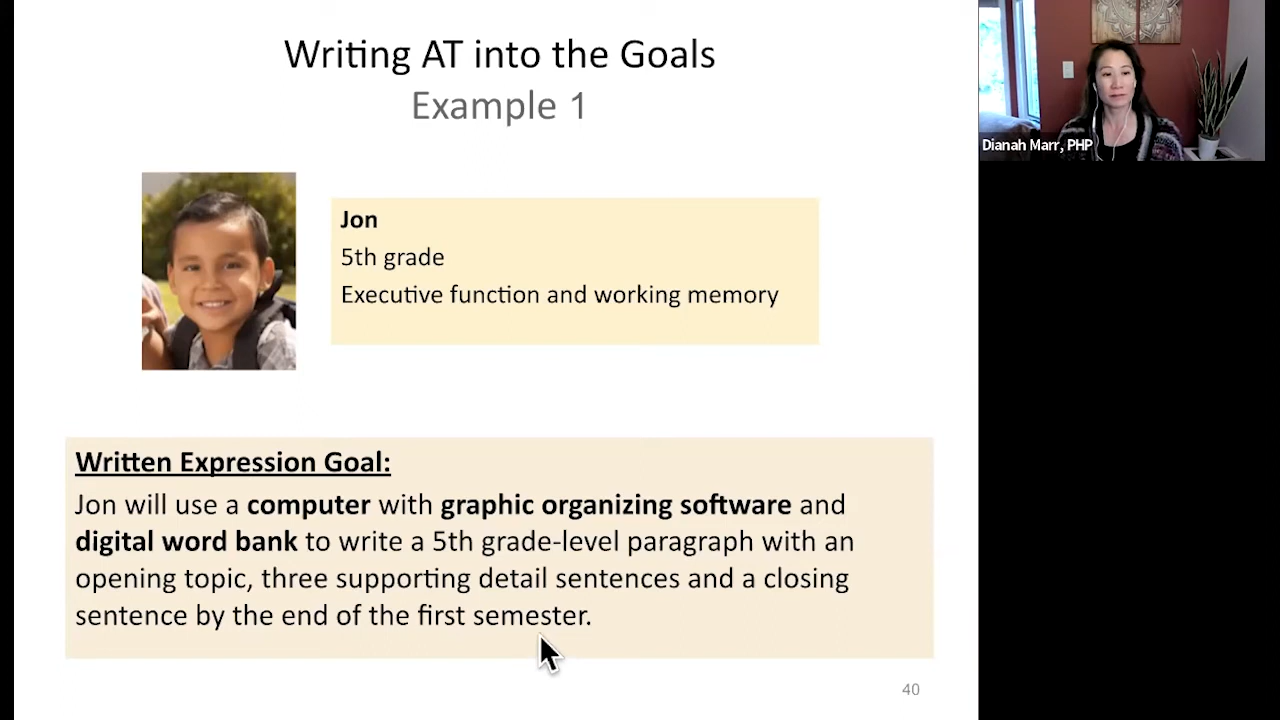 Writing AT into the Goals
Example 1
Dianah Marr, PHP
Jon
5th grade
Executive function and working memory
Written Expression Goal:
Jon will use a computer with graphic organizing software and
digital word bank to write a 5th grade-level paragraph with an
opening topic, three supporting detail sentences and a closing
sentence by the end of the first semester.
40